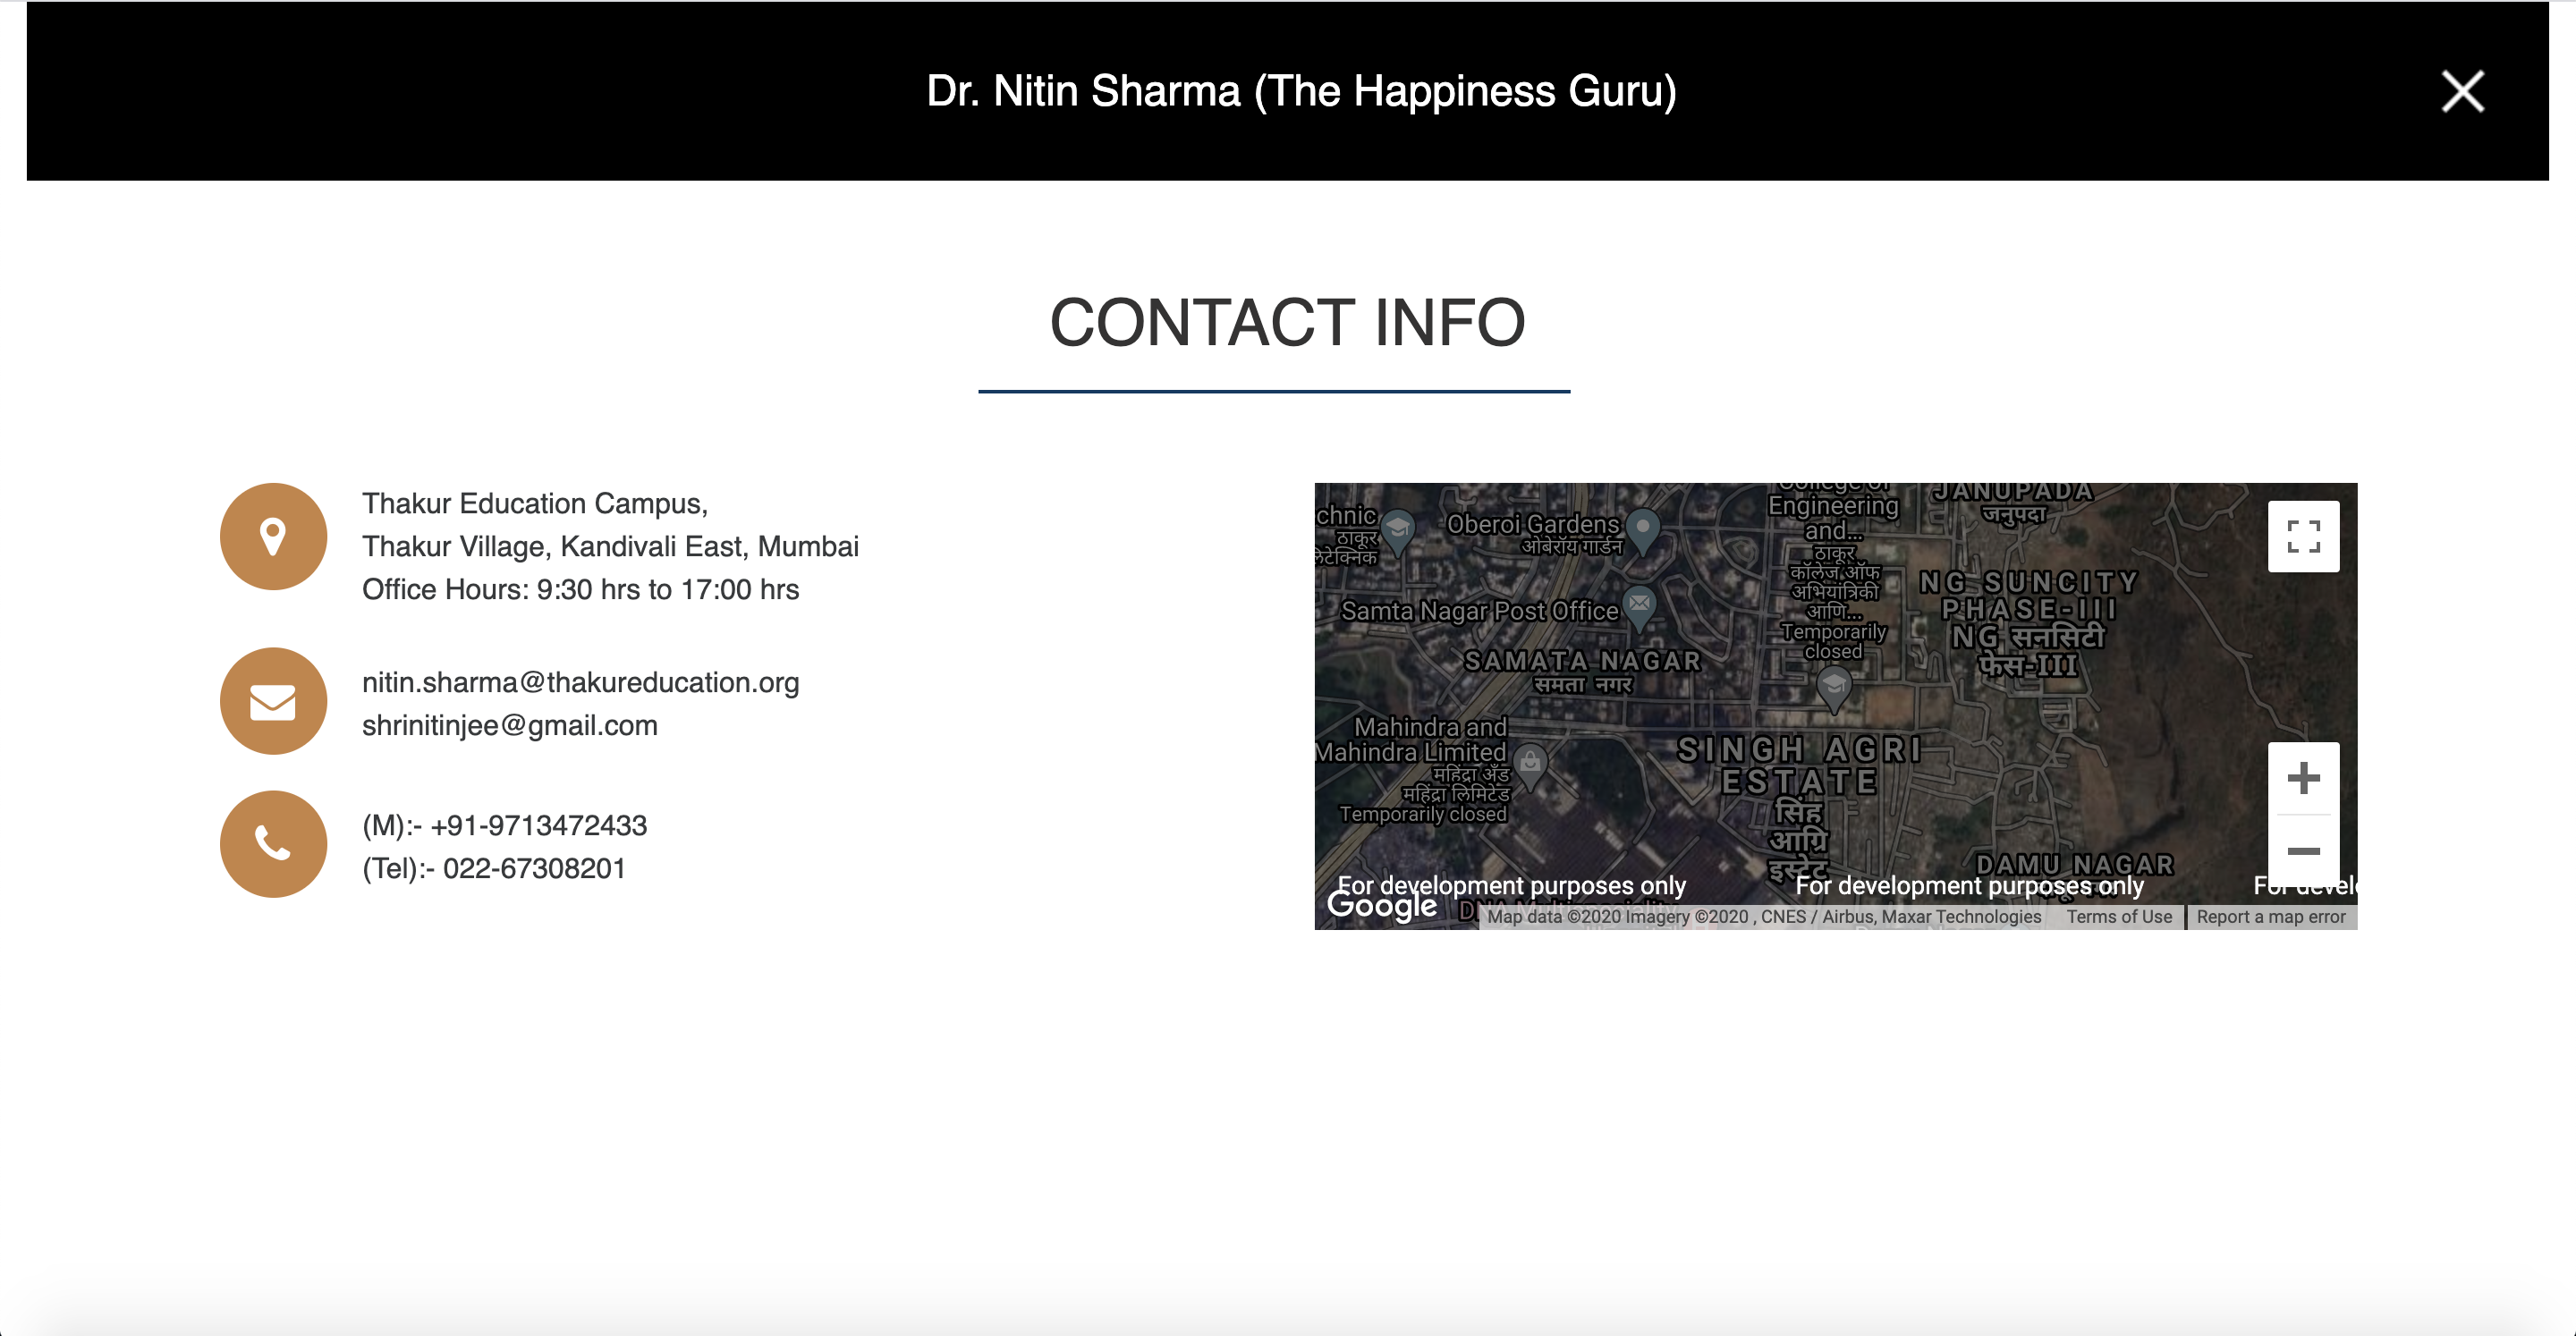 Dr. Nitin Sharma (The Happiness Guru)
CONTACT INFO
Thakur Education Campus,
Thakur Village, Kandivali East, Mumbai
Office Hours: 9:30 hrs to 17:00 hrs
nitin.sharma@thakureducation.org
shrinitinjee@gmail.com
(M):- +91-9713472433
(Tel):- 022-67308201
chnic
ठाकूर
Oberoi Gardens
ओबेरॉय गार्डन
College of
Engineering
and...
ठाकूर
कॉलेज ऑफ
अभियांत्रिकी
आणि...
Temporarily
closed
JANUPADA
जनुपदा
NG SUNCITY
PHASE-III
NG सनसिटी
फेस-III
Samta Nagar Post Office
SAMATA NAGAR
समता नगर
Mahindra and
Mahindra Limited
महिंद्रा अँड
महिंद्रा लिमिटेड
Temporarily closed
SINGH AGRI
ESTATE
सिंह
आग्रि
इस्टेट
DAMU NAGAR
For development purposes only
For development purposes only
For develo
Google
Map data ©2020 Imagery ©2020 , CNES / Airbus, Maxar Technologies
Terms of Use
Report a map error